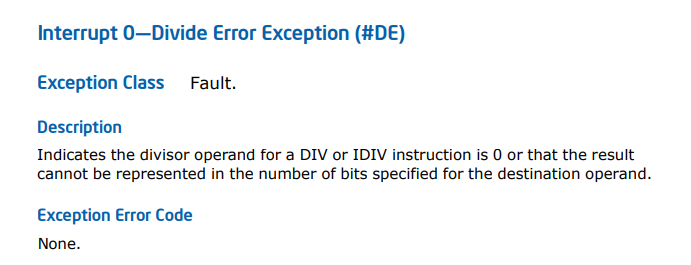 Interrupt 0—Divide Error Exception (#DE)
Exception Class Fault.
Description
Indicates the divisor operand for a DIV or IDIV instruction is 0 or that the result
cannot be represented in the number of bits specified for the destination operand.
Exception Error Code
None.